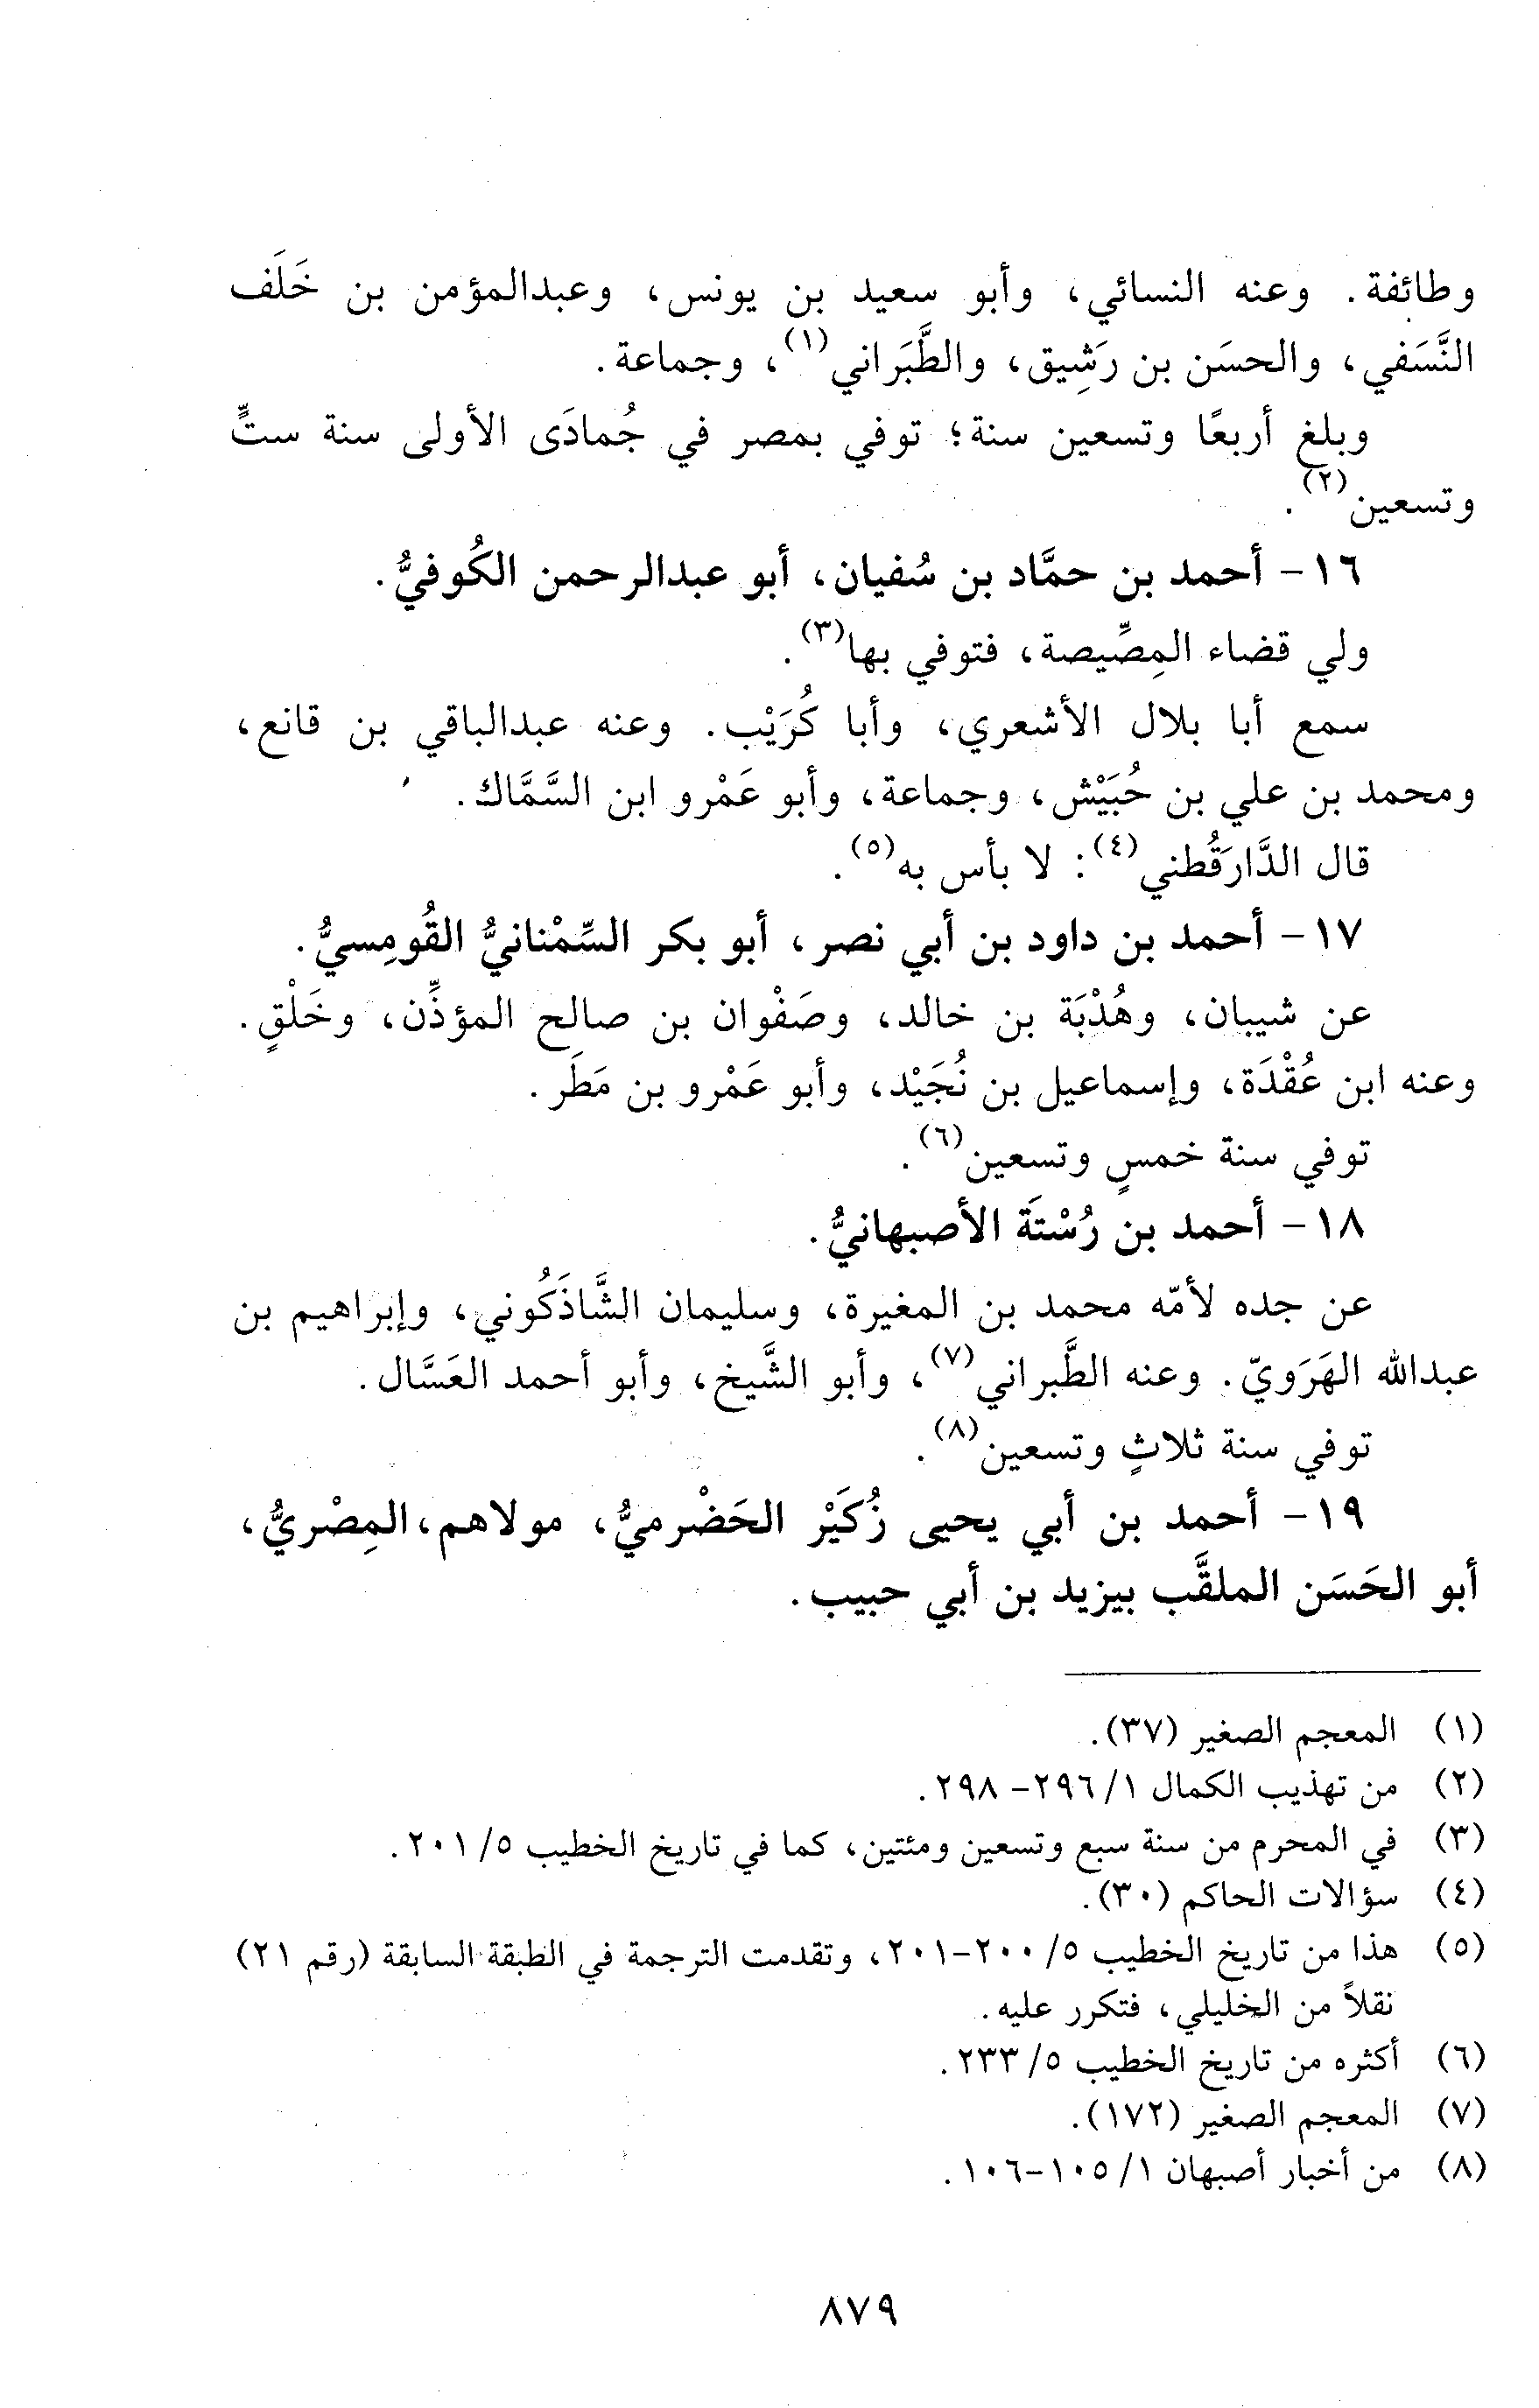 وطائفة. وعنه النسائي، وأبو سعيد بن يونس، وعبدالمؤمن بن خَلَف
النَّسَفي، والحسَن بن رَشِيق، والطَّبَراني(١)، وجماعة.
وبلغ أربعًا وتسعين سنة؛ توفي بمصر في جُمادَى الأولى سنة ستٍّ
وتسعين(٢).
١٦- أحمد بن حمَّاد بن سُفيان، أبو عبدالرحمن الكُوفيُّ.
ولي قضاء المِصِّيصة، فتوفي بها(٣).
سمع أبا بلال الأشعري، وأبا كُرَيْب. وعنه عبدالباقي بن قانع،
ومحمد بن علي بن حُبَيْش، وجماعة، وأبو عَمْرو ابن السَّمَّاك.
قال الدَّارَقُطني(٤): لا بأس به(٥).
١٧- أحمد بن داود بن أبي نصر، أبو بكر السِّمْنانيُّ القُومِسيُّ.
عن شيبان، وهُدْبَة بن خالد، وصَفْوان بن صالح المؤذِّن، وخَلْقٍ.
وعنه ابن عُقْدَة، وإسماعيل بن نُجَيْد، وأبو عَمْرو بن مَطَر.
توفي سنة خمسٍ وتسعين(٦).
١٨- أحمد بن رُسْتَة الأصبهانيُّ.
عن جده لأمّه محمد بن المغيرة، وسليمان الشَّاذَكُوني، وإبراهيم بن
عبدالله الهَرَويّ. وعنه الطَّبراني(٧)، وأبو الشَّيخ، وأبو أحمد العَسَّال.
توفي سنة ثلاثٍ وتسعين(٨).
١٩- أحمد بن أبي يحيى زُكَيْر الحَضْرميُّ، مولاهم، المِصْريُّ،
أبو الحَسَن الملقَّب بيزيد بن أبي حبيب.
(١) المعجم الصغير (٣٧).
(٢) من تهذيب الكمال ١/ ٢٩٦- ٢٩٨.
(٣) في المحرم من سنة سبع وتسعين ومئتين، كما في تاريخ الخطيب ٥/ ٢٠١.
(٤) سؤالات الحاكم (٣٠).
(٥) هذا من تاريخ الخطيب ٥/ ٢٠٠-٢٠١، وتقدمت الترجمة في الطبقة السابقة (رقم ٢١)
نقلاً من الخليلي، فتكرر عليه.
(٦) أكثره من تاريخ الخطيب ٥/ ٢٣٣.
(٧) المعجم الصغير (١٧٢).
(٨) من أخبار أصبهان ١/ ١٠٥-١٠٦.
٨٧٩